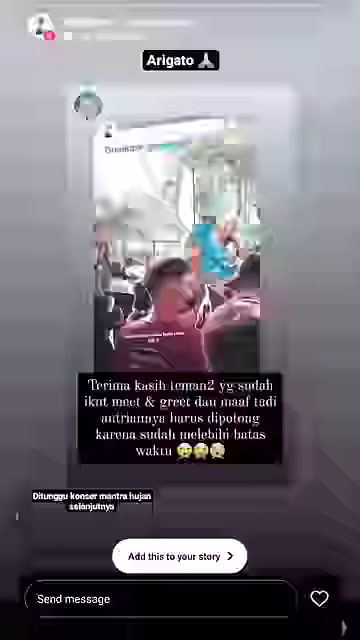 Arigato 🙏
Terima kasih teman2 yg sudah
ikut meet & greet dan maaf tadi
antriannya harus dipotong
karena sudah melebihi batas
waktu 😢😢😢
Ditunggu konser mantra hujan
selanjutnya
Add this to your story
Send message